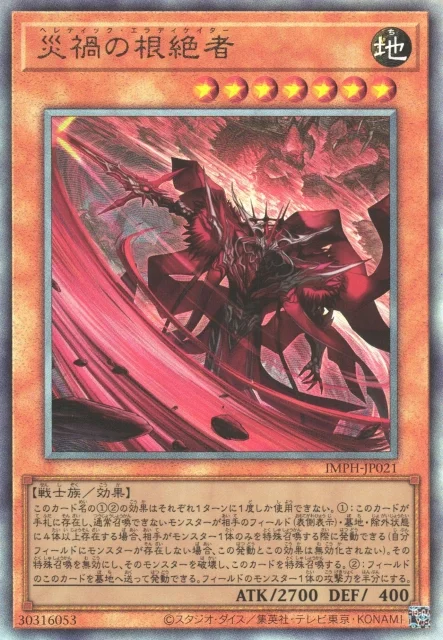 ヘレティック エラディケイター
災禍の根絶者
ち
地
IMPH-JP021
【戦士族/効果】
このカード名の①②の効果はそれぞれ1ターンに1度しか使用できない。①:このカードが
手札に存在し、通常召喚できないモンスターが相手のフィールド(表側表示)・墓地・除外状態
に4体以上存在する場合、相手がモンスター1体のみを特殊召喚する際に発動できる(自分
フィールドにモンスターが存在しない場合、この発動とこの効果は無効化されない)。その
特殊召喚を無効にし、そのモンスターを破壊し、このカードを特殊召喚する。②:フィールド
のこのカードを墓地へ送って発動できる。フィールドのモンスター1体の攻撃力を半分にする。
ATK/2700 DEF/ 400
30316053
©スタジオ・ダイス/集英社・テレビ東京・KONAMI